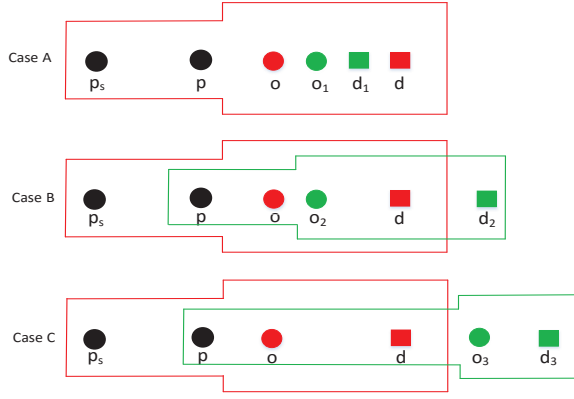 Case A
pₛ p o o₁ d₁ d
Case B
pₛ p o o₂ d d₂
Case C
pₛ p o d o₃ d₃